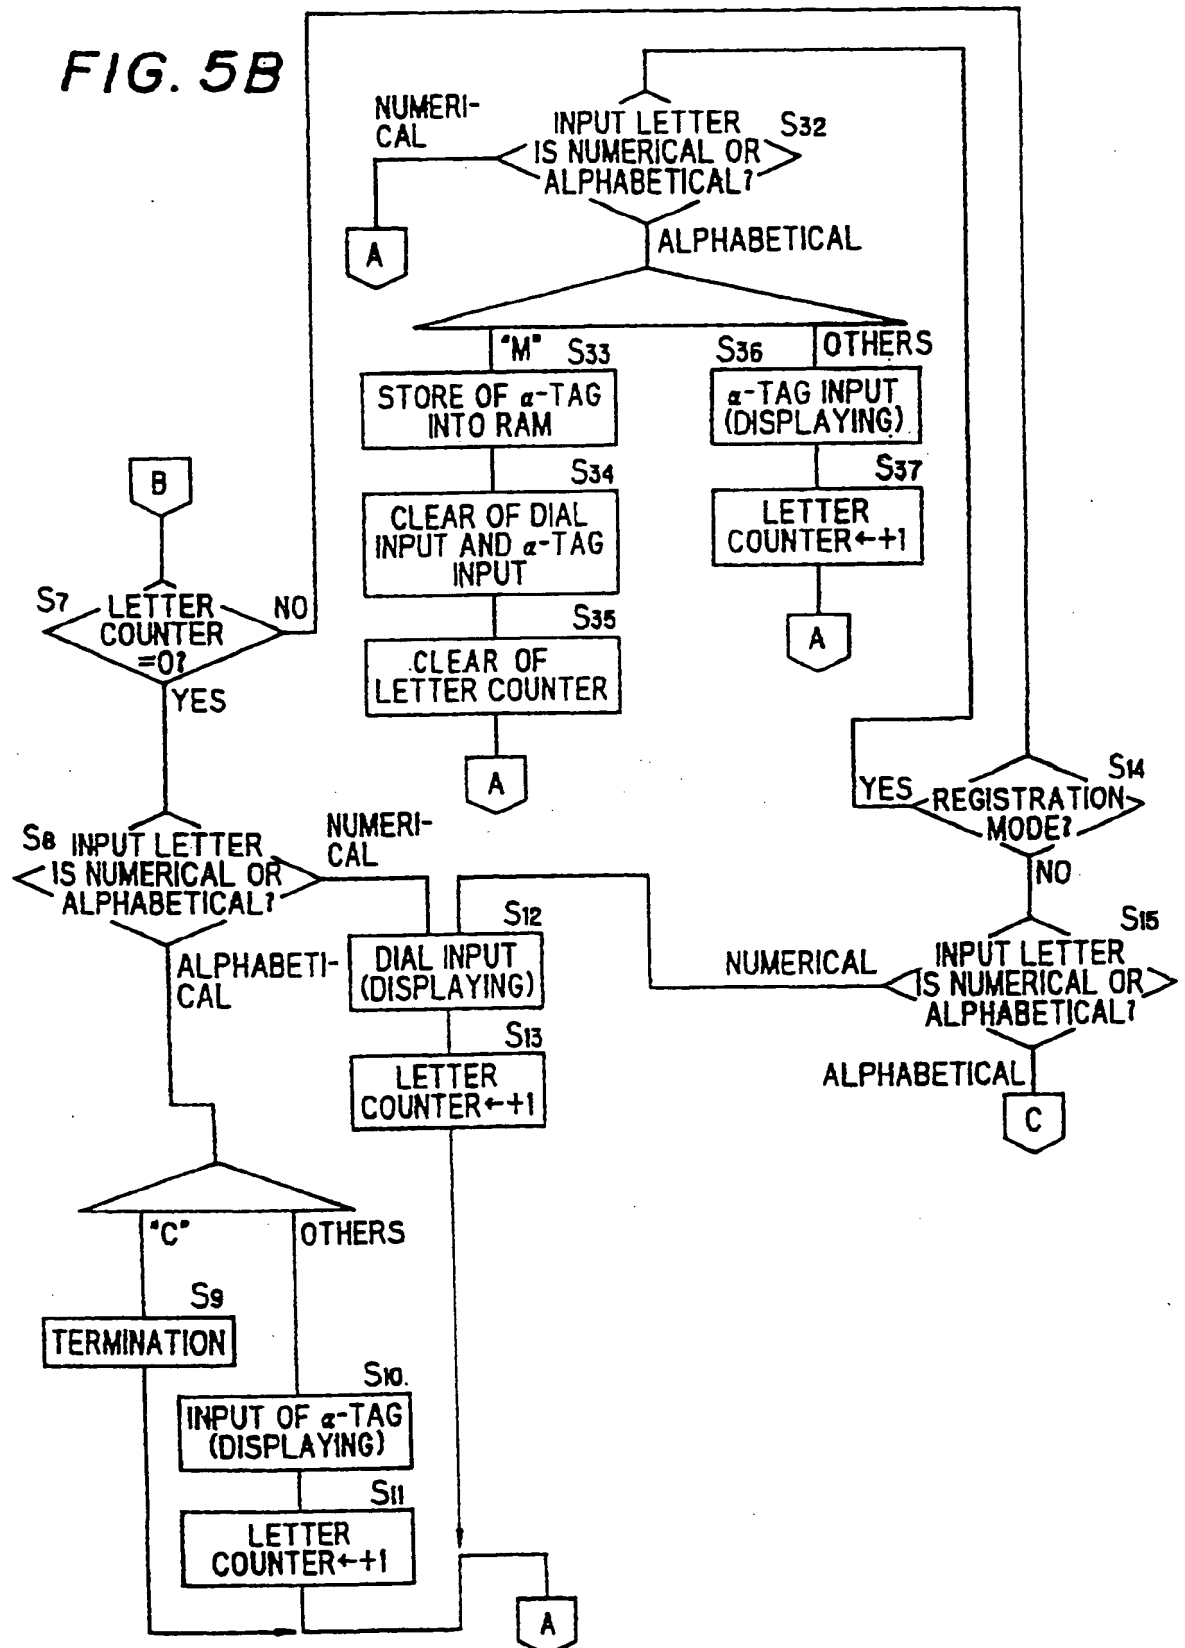 FIG. 5B
NUMERI-
CAL
INPUT LETTER
IS NUMERICAL OR
ALPHABETICAL?
S32
A
ALPHABETICAL
"M"
S33
STORE OF α-TAG
INTO RAM
S34
CLEAR OF DIAL
INPUT AND α-TAG
INPUT
S35
CLEAR OF
LETTER COUNTER
A
S36
OTHERS
α-TAG INPUT
(DISPLAYING)
S37
LETTER
COUNTER←+1
A
B
S7
LETTER
COUNTER
=0?
NO
YES
S8
INPUT LETTER
IS NUMERICAL OR
ALPHABETICAL?
NUMERI-
CAL
ALPHABETI-
CAL
S12
DIAL INPUT
(DISPLAYING)
S13
LETTER
COUNTER←+1
S14
YES
REGISTRATION
MODE?
NO
S15
NUMERICAL
INPUT LETTER
IS NUMERICAL OR
ALPHABETICAL?
ALPHABETICAL
C
"C"
OTHERS
S9
TERMINATION
S10
INPUT OF α-TAG
(DISPLAYING)
S11
LETTER
COUNTER←+1
A